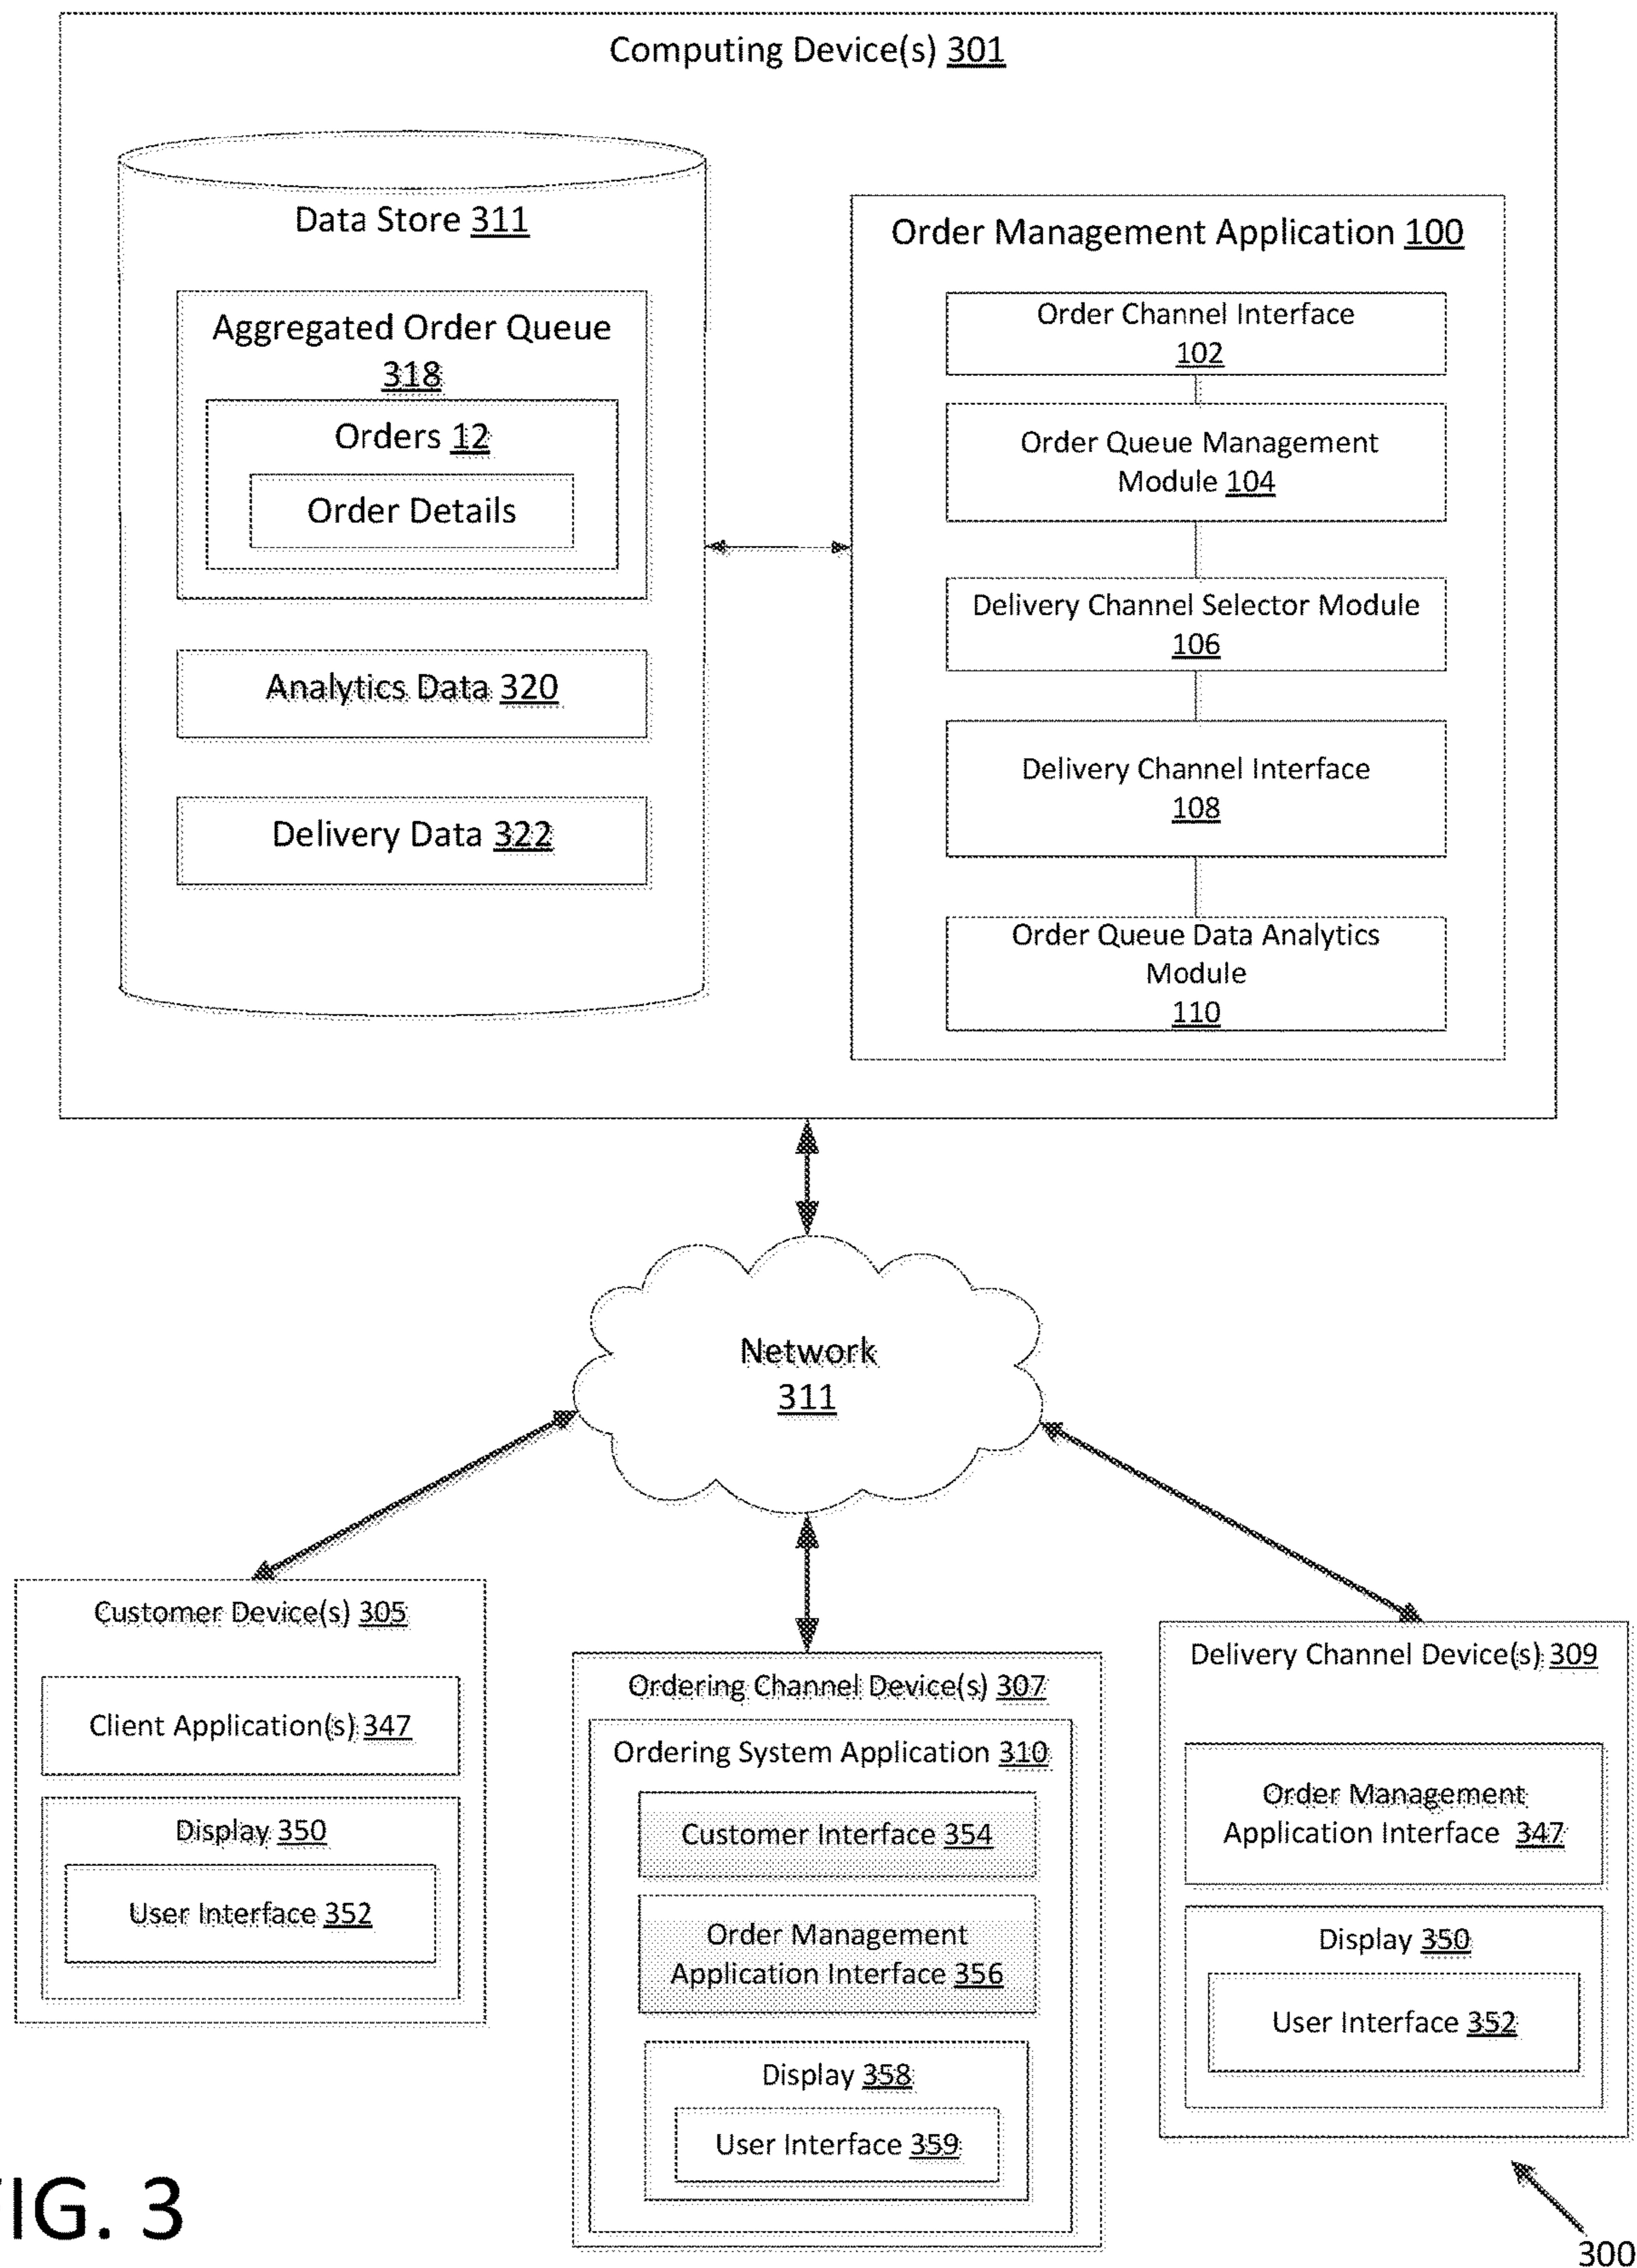 Computing Device(s) 301
Data Store 311
Aggregated Order Queue
318
Orders 12
Order Details
Analytics Data 320
Delivery Data 322
Order Management Application 100
Order Channel Interface
102
Order Queue Management
Module 104
Delivery Channel Selector Module
106
Delivery Channel Interface
108
Order Queue Data Analytics
Module
110
Network
311
Customer Device(s) 305
Client Application(s) 347
Display 350
User Interface 352
Ordering Channel Device(s) 307
Ordering System Application 310
Customer Interface 354
Order Management
Application Interface 356
Display 358
User Interface 359
Delivery Channel Device(s) 309
Order Management
Application Interface 347
Display 350
User Interface 352
IG. 3
300